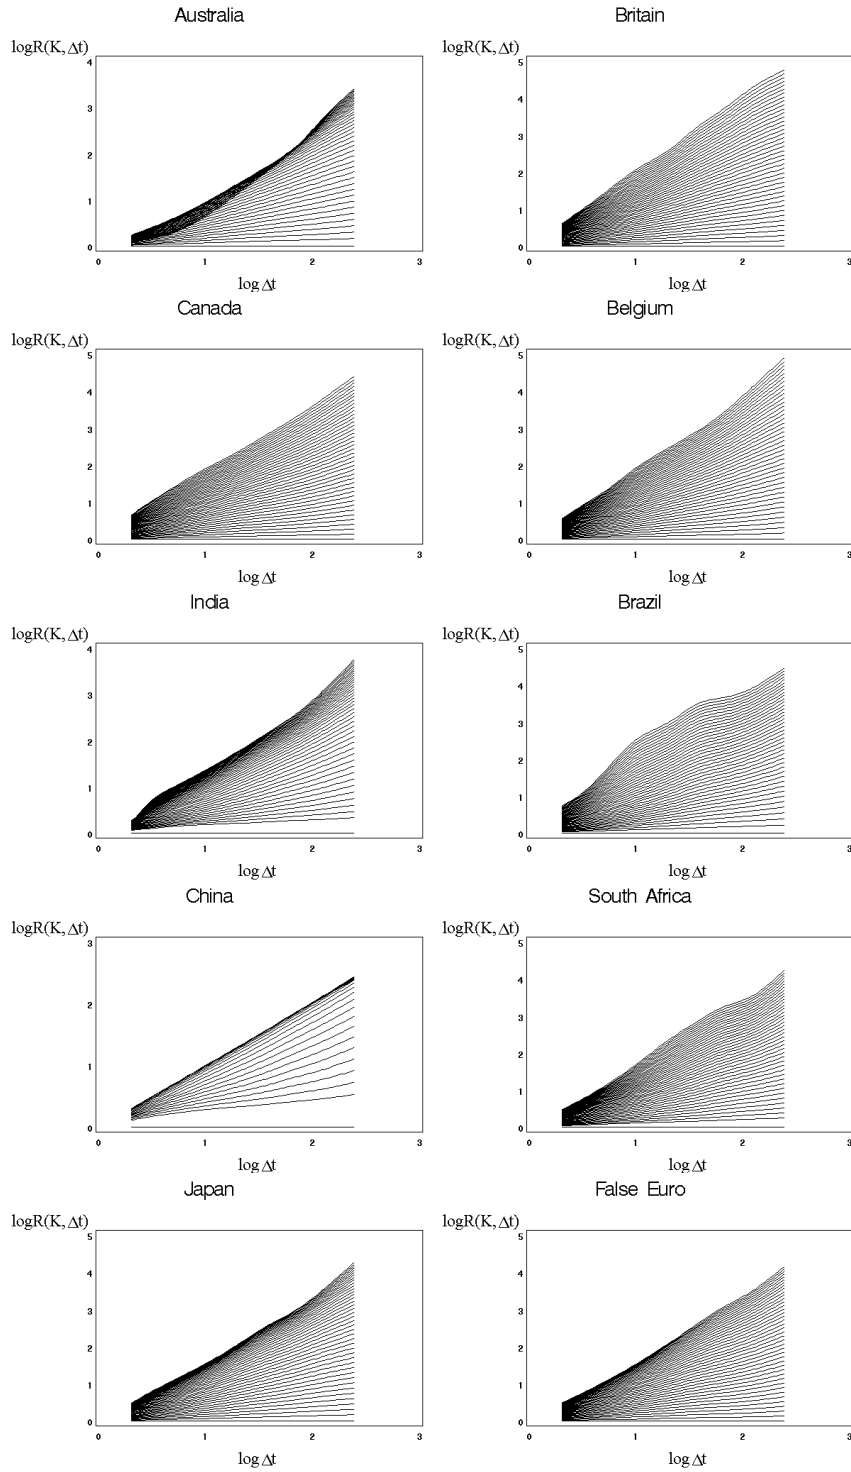 Australia Britain
logR(K, Δt) logR(K, Δt)
4 5
3 4
2 3
1 2
0 1
0
0 1 2 3 0 1 2 3
log Δt log Δt
Canada Belgium
logR(K, Δt) logR(K, Δt)
5 5
4 4
3 3
2 2
1 1
0 0
0 1 2 3 0 1 2 3
log Δt log Δt
India Brazil
logR(K, Δt) logR(K, Δt)
4 5
3 4
2 3
1 2
0 1
0
0 1 2 3 0 1 2 3
log Δt log Δt
China South Africa
logR(K, Δt) logR(K, Δt)
3 5
2 4
1 3
0 2
1
0
0 1 2 3 0 1 2 3
log Δt log Δt
Japan False Euro
logR(K, Δt) logR(K, Δt)
5 5
4 4
3 3
2 2
1 1
0 0
0 1 2 3 0 1 2 3
log Δt log Δt